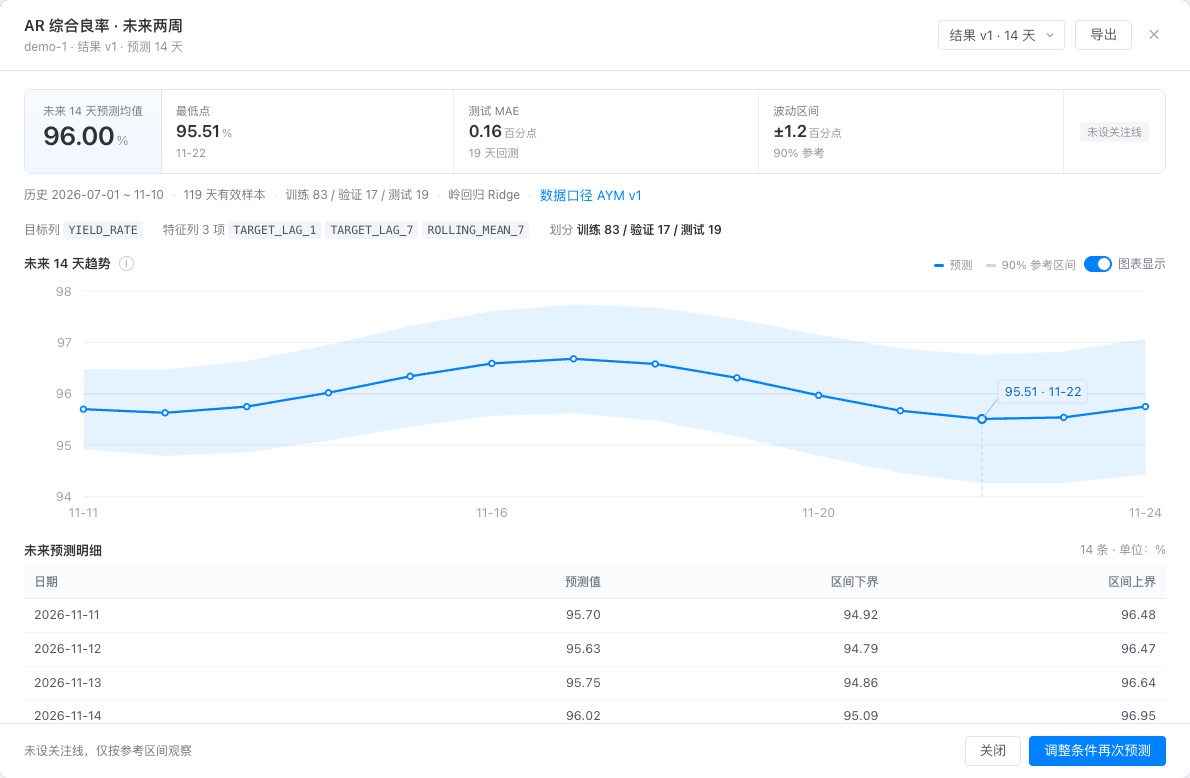 AR 综合良率 · 未来两周
demo-1 · 结果 v1 · 预测 14 天
结果 v1 · 14 天
导出
未来 14 天预测均值
96.00 %
最低点
95.51 %
11-22
测试 MAE
0.16 百分点
19 天回测
波动区间
±1.2 百分点
90% 参考
未设关注线
历史 2026-07-01 ~ 11-10 · 119 天有效样本 · 训练 83 / 验证 17 / 测试 19 · 岭回归 Ridge · 数据口径 AYM v1
目标列 YIELD_RATE 特征列 3 项 TARGET_LAG_1 TARGET_LAG_7 ROLLING_MEAN_7 划分 训练 83 / 验证 17 / 测试 19
未来 14 天趋势
预测 90% 参考区间 图表显示
98
97
96
95
94
95.51 · 11-22
11-11 11-16 11-20 11-24
未来预测明细
14 条 · 单位：%
日期 预测值 区间下界 区间上界
2026-11-11 95.70 94.92 96.48
2026-11-12 95.63 94.79 96.47
2026-11-13 95.75 94.86 96.64
2026-11-14 96.02 95.09 96.95
未设关注线，仅按参考区间观察
关闭
调整条件再次预测